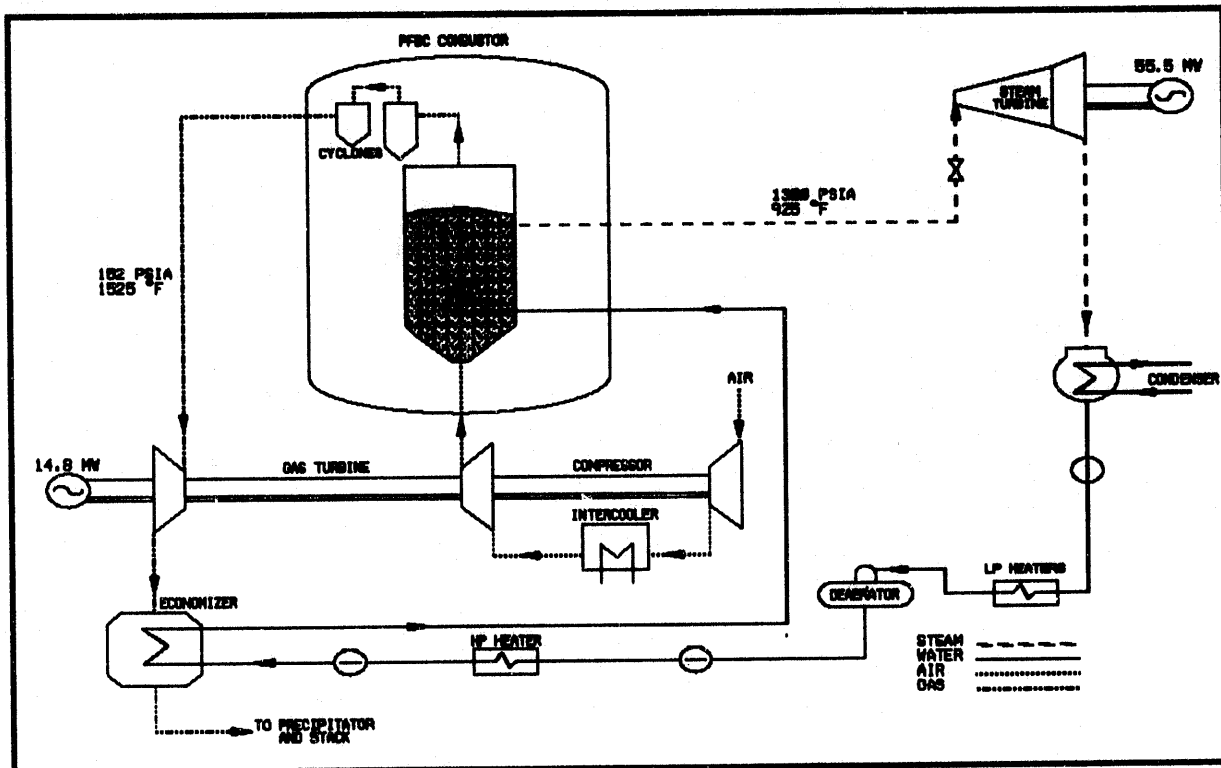 PFBC COMBUSTOR
55.5 MW
STEAM
TURBINE
CYCLONES
1300 PSIA
925 °F
152 PSIA
1525 °F
CONDENSER
AIR
14.8 MW
GAS TURBINE
COMPRESSOR
INTERCOOLER
LP HEATERS
DEAERATOR
ECONOMIZER
HP HEATER
STEAM
WATER
AIR
GAS
TO PRECIPITATOR
AND STACK